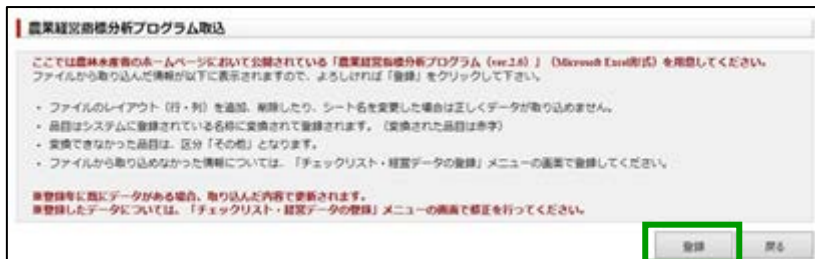 農業経営指標分析プログラム取込
ここでは農林水産省のホームページにおいて公開されている「農業経営指標分析プログラム（ver.2.6）」（Microsoft Excel形式）を用意してください。
ファイルから取り込んだ情報が以下に表示されますので、よろしければ「登録」をクリックして下さい。
・ ファイルのレイアウト（行・列）を追加、削除したり、シート名を変更した場合は正しくデータが取り込めません。
・ 品目はシステムに登録されている名称に変換されて登録されます。（変換された品目は赤字）
・ 変換できなかった品目は、区分「その他」となります。
・ ファイルから取り込めなかった情報については、「チェックリスト・経営データの登録」メニューの画面で登録してください。
※登録年に既にデータがある場合、取り込んだ内容で更新されます。
※登録したデータについては、「チェックリスト・経営データの登録」メニューの画面で修正を行ってください。
登録 戻る